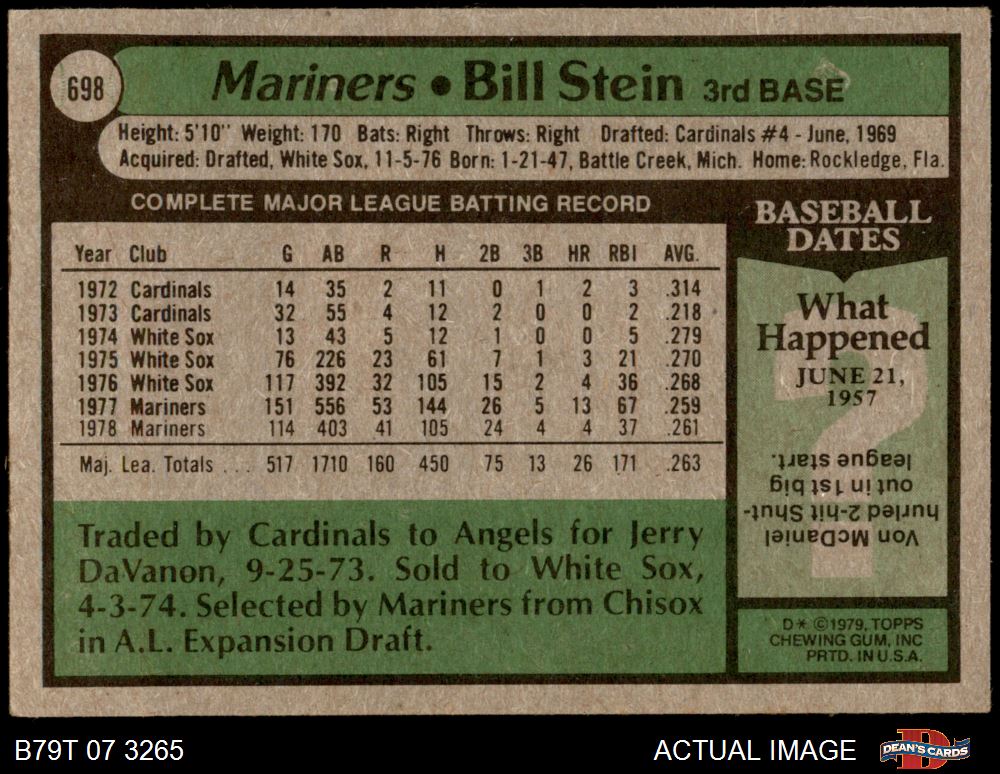 698
Mariners • Bill Stein 3rd BASE
Height: 5'10" Weight: 170 Bats: Right Throws: Right Drafted: Cardinals #4 - June, 1969
Acquired: Drafted, White Sox, 11-5-76 Born: 1-21-47, Battle Creek, Mich. Home: Rockledge, Fla.
COMPLETE MAJOR LEAGUE BATTING RECORD
Year Club G AB R H 2B 3B HR RBI AVG.
1972 Cardinals 14 35 2 11 0 1 2 3 .314
1973 Cardinals 32 55 4 12 2 0 0 2 .218
1974 White Sox 13 43 5 12 1 0 0 5 .279
1975 White Sox 76 226 23 61 7 1 3 21 .270
1976 White Sox 117 392 32 105 15 2 4 36 .268
1977 Mariners 151 556 53 144 26 5 13 67 .259
1978 Mariners 114 403 41 105 24 4 4 37 .261
Maj. Lea. Totals . . . 517 1710 160 450 75 13 26 171 .263
Traded by Cardinals to Angels for Jerry
DaVanon, 9-25-73. Sold to White Sox,
4-3-74. Selected by Mariners from Chisox
in A.L. Expansion Draft.
BASEBALL
DATES
What
Happened
JUNE 21,
1957
Von McDaniel
hurled 2-hit Shut-
out in 1st big
league start.
D* ©1979, TOPPS
CHEWING GUM, INC
PRTD. IN U.S.A.
B79T 07 3265
ACTUAL IMAGE
DEAN'S CARDS